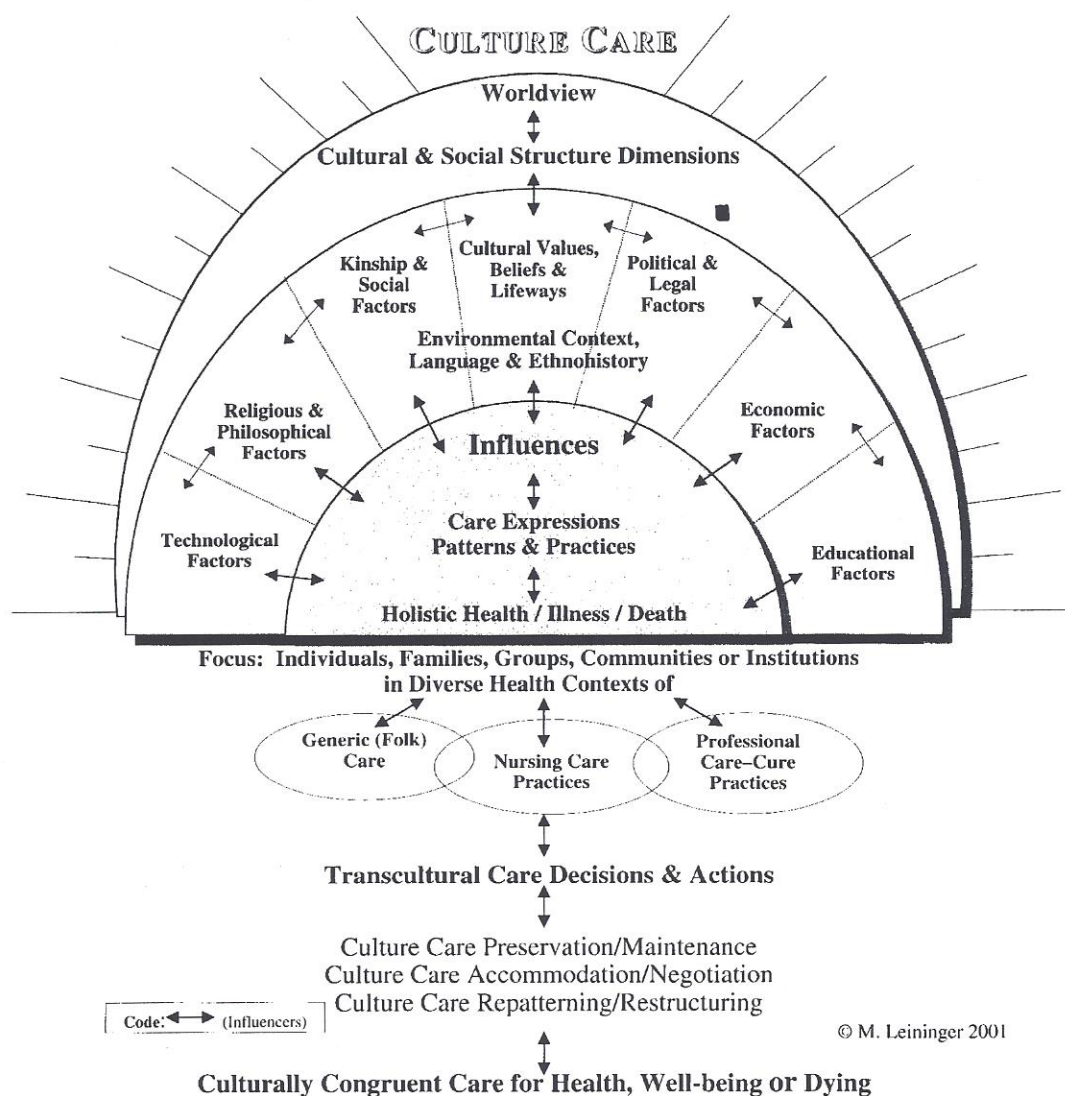 CULTURE CARE
Worldview
Cultural & Social Structure Dimensions
Kinship &
Social
Factors
Cultural Values,
Beliefs &
Lifeways
Political &
Legal
Factors
Environmental Context,
Language & Ethnohistory
Religious &
Philosophical
Factors
Economic
Factors
Influences
Technological
Factors
Care Expressions
Patterns & Practices
Educational
Factors
Holistic Health / Illness / Death
Focus: Individuals, Families, Groups, Communities or Institutions
in Diverse Health Contexts of
Generic (Folk)
Care
Nursing Care
Practices
Professional
Care–Cure
Practices
Transcultural Care Decisions & Actions
Culture Care Preservation/Maintenance
Culture Care Accommodation/Negotiation
Culture Care Repatterning/Restructuring
Code: (Influencers)
© M. Leininger 2001
Culturally Congruent Care for Health, Well-being or Dying